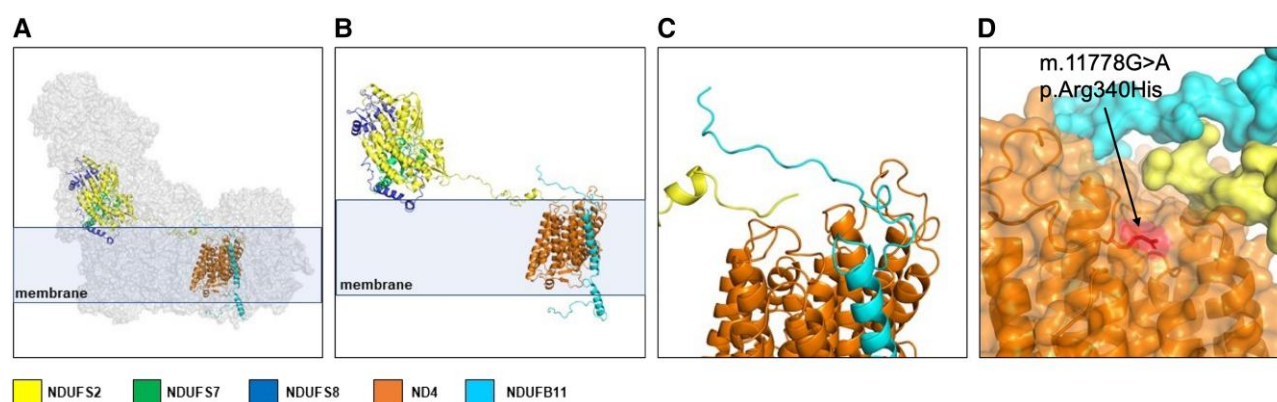 A
B
C
D
m.11778G>A
p.Arg340His
membrane
membrane
NDUFS2
NDUFS7
NDUFS8
ND4
NDUFB11